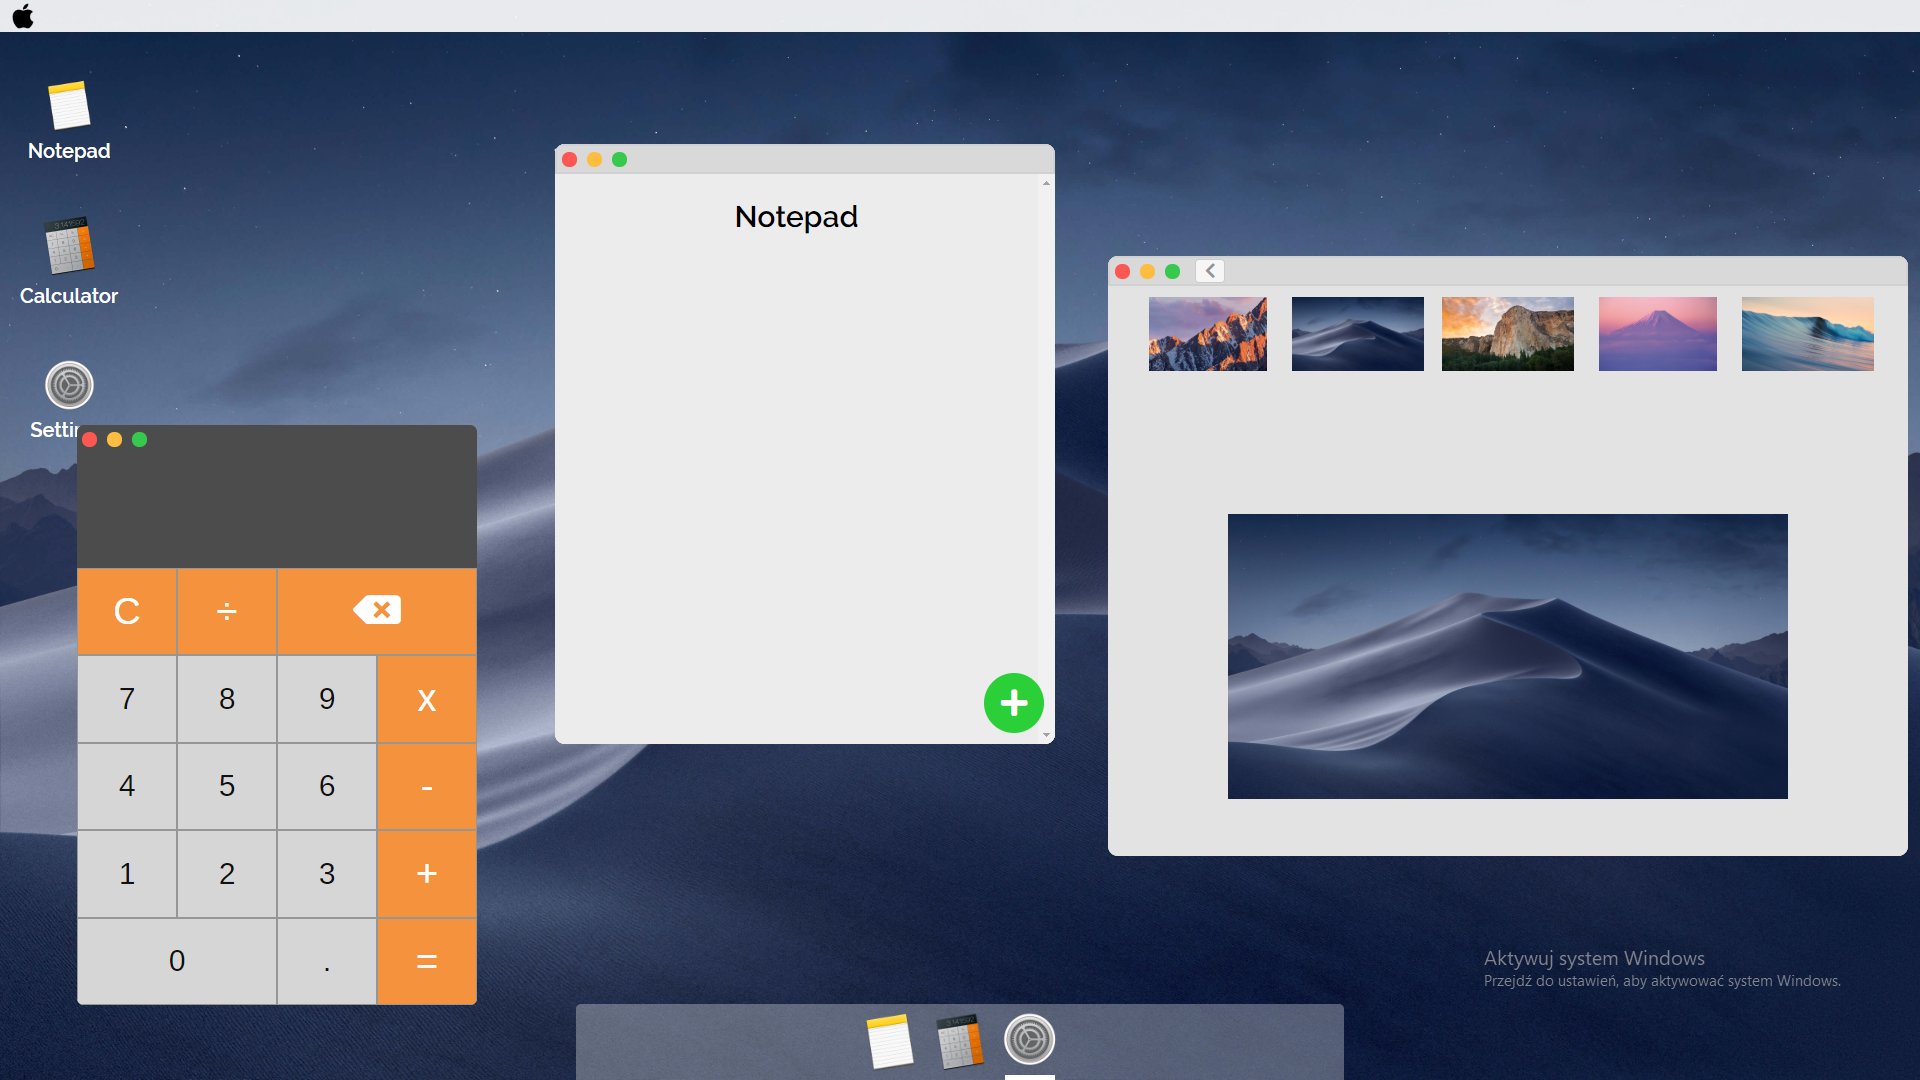 Notepad
Calculator
Settin
Notepad
C ÷
7 8 9 x
4 5 6 -
1 2 3 +
0 . =
Aktywuj system Windows
Przejdź do ustawień, aby aktywować system Windows.